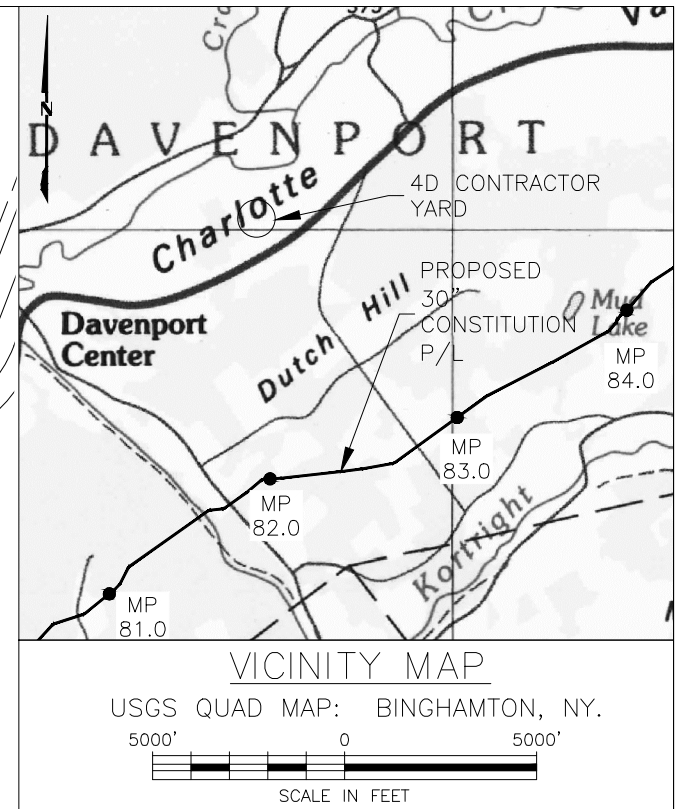 N
DAVENPORT
Charlotte
4D CONTRACTOR
YARD
PROPOSED
30"
CONSTITUTION
P/L
Dutch Hill
Mud
Lake
Davenport
Center
MP
84.0
MP
83.0
MP
82.0
Kortright
MP
81.0
VICINITY MAP
USGS QUAD MAP: BINGHAMTON, NY.
5000' 0 5000'
SCALE IN FEET